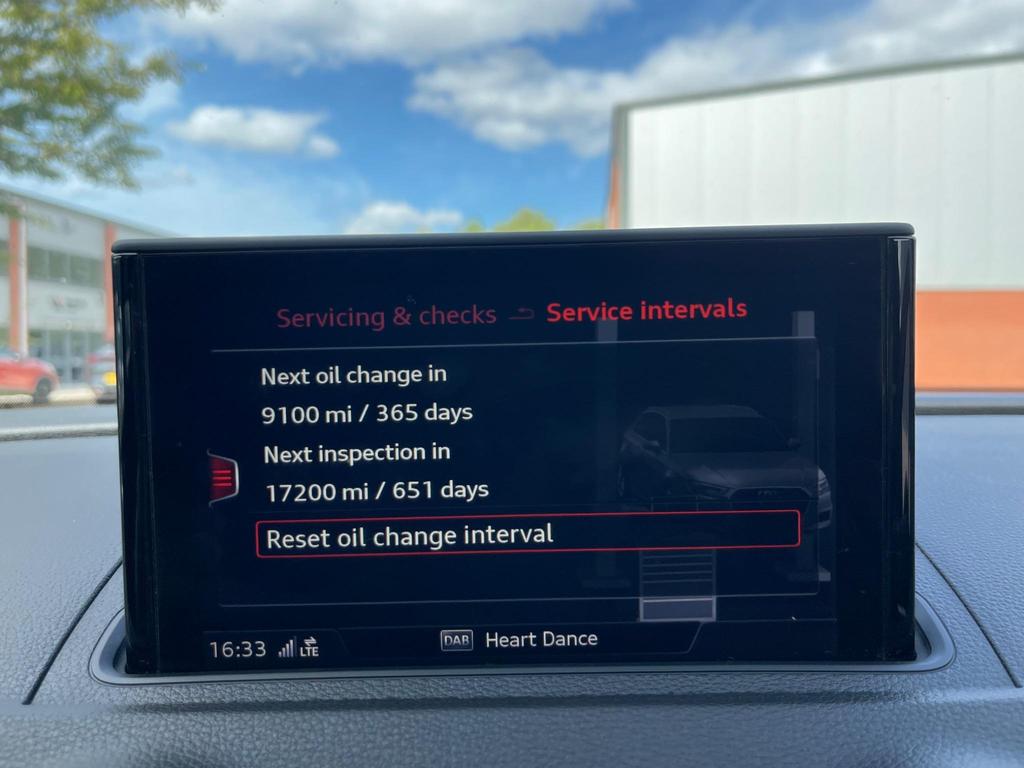 Servicing & checks Service intervals
Next oil change in
9100 mi / 365 days
Next inspection in
17200 mi / 651 days
Reset oil change interval
16:33 LTE DAB Heart Dance